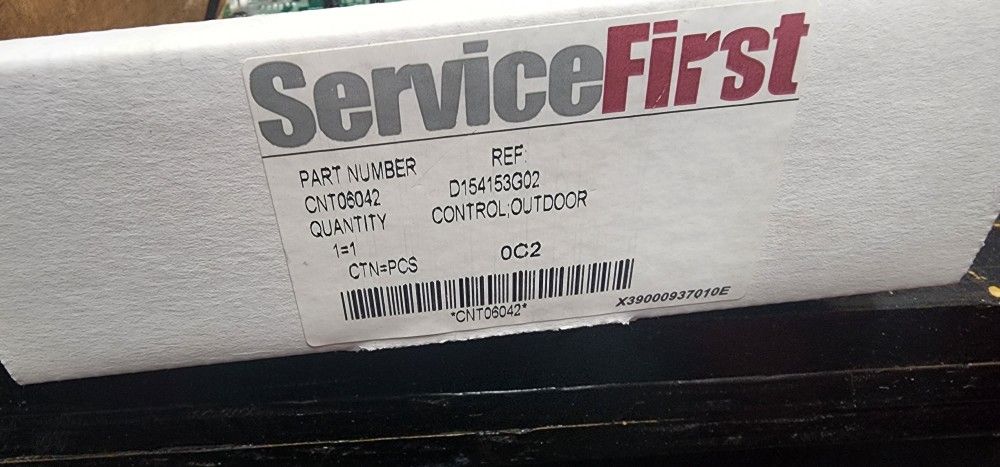 ServiceFirst
PART NUMBER REF:
CNT06042 D154153G02
QUANTITY CONTROL;OUTDOOR
1=1
CTN=PCS 0C2
*CNT06042* X39000937010E